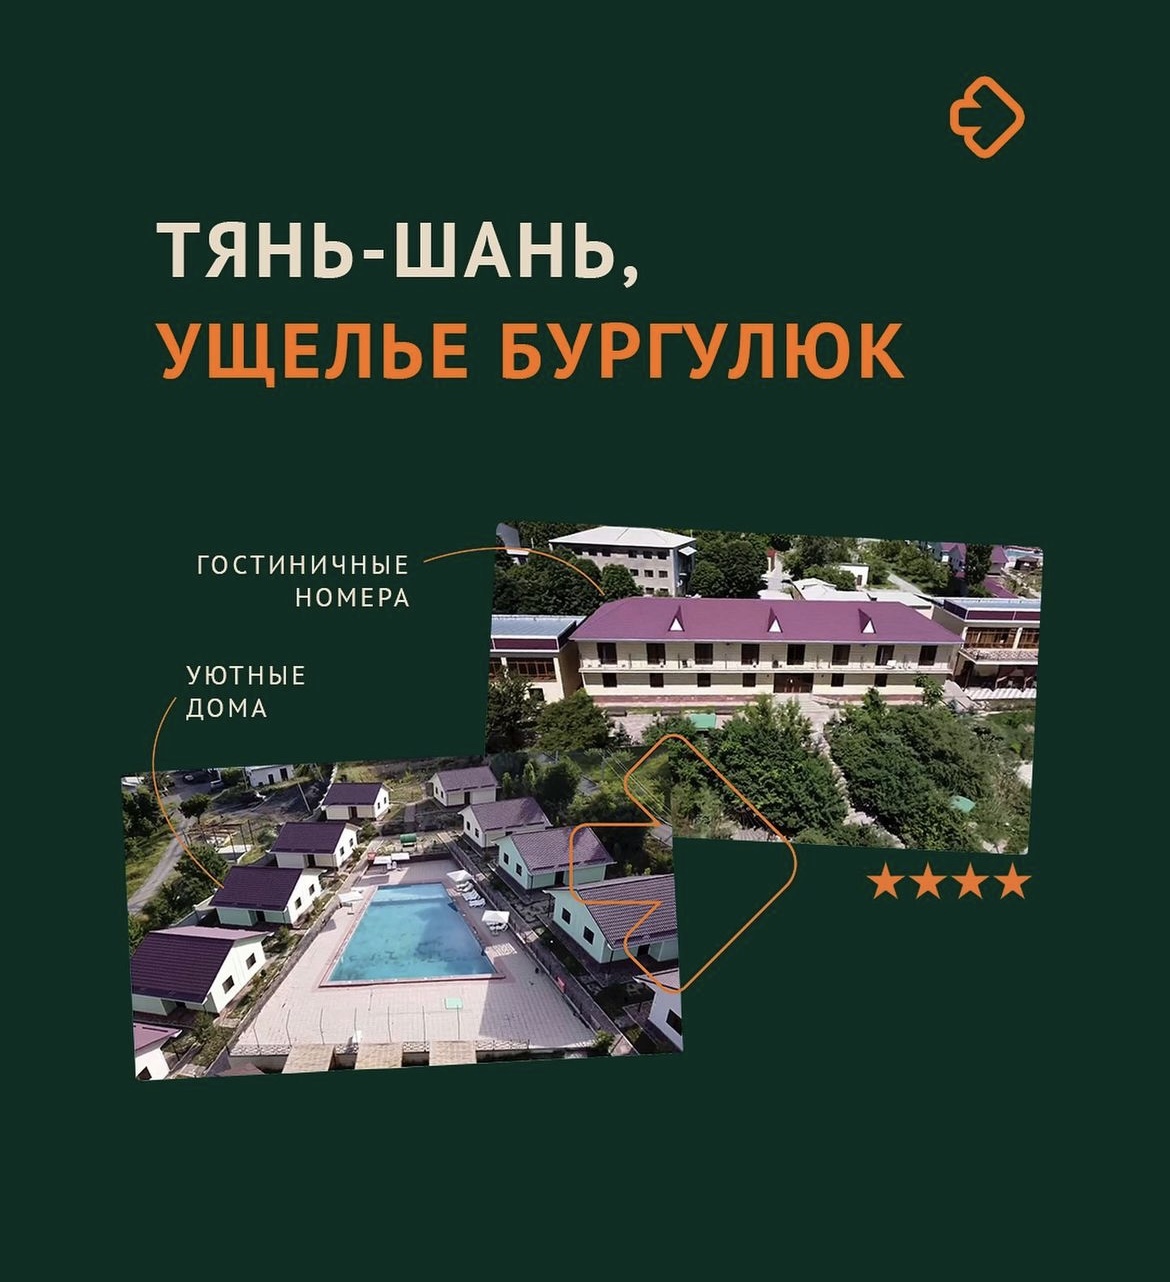 ТЯНЬ-ШАНЬ,
УЩЕЛЬЕ БУРГУЛЮК
ГОСТИНИЧНЫЕ
НОМЕРА
УЮТНЫЕ
ДОМА